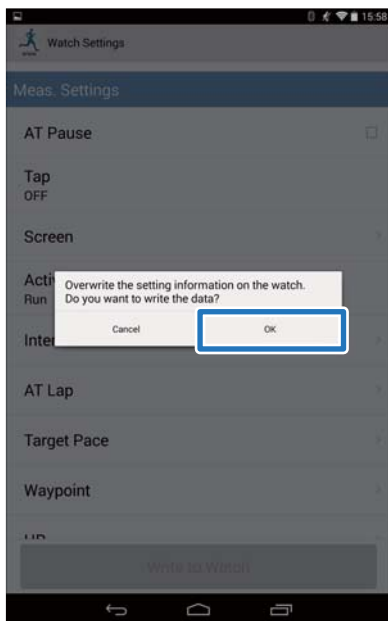 15:58
Watch Settings
Meas. Settings
AT Pause
Tap
OFF
Screen
Acti
Run
Overwrite the setting information on the watch.
Do you want to write the data?
Cancel
OK
Inter
AT Lap
Target Pace
Waypoint
HR
Write to Watch